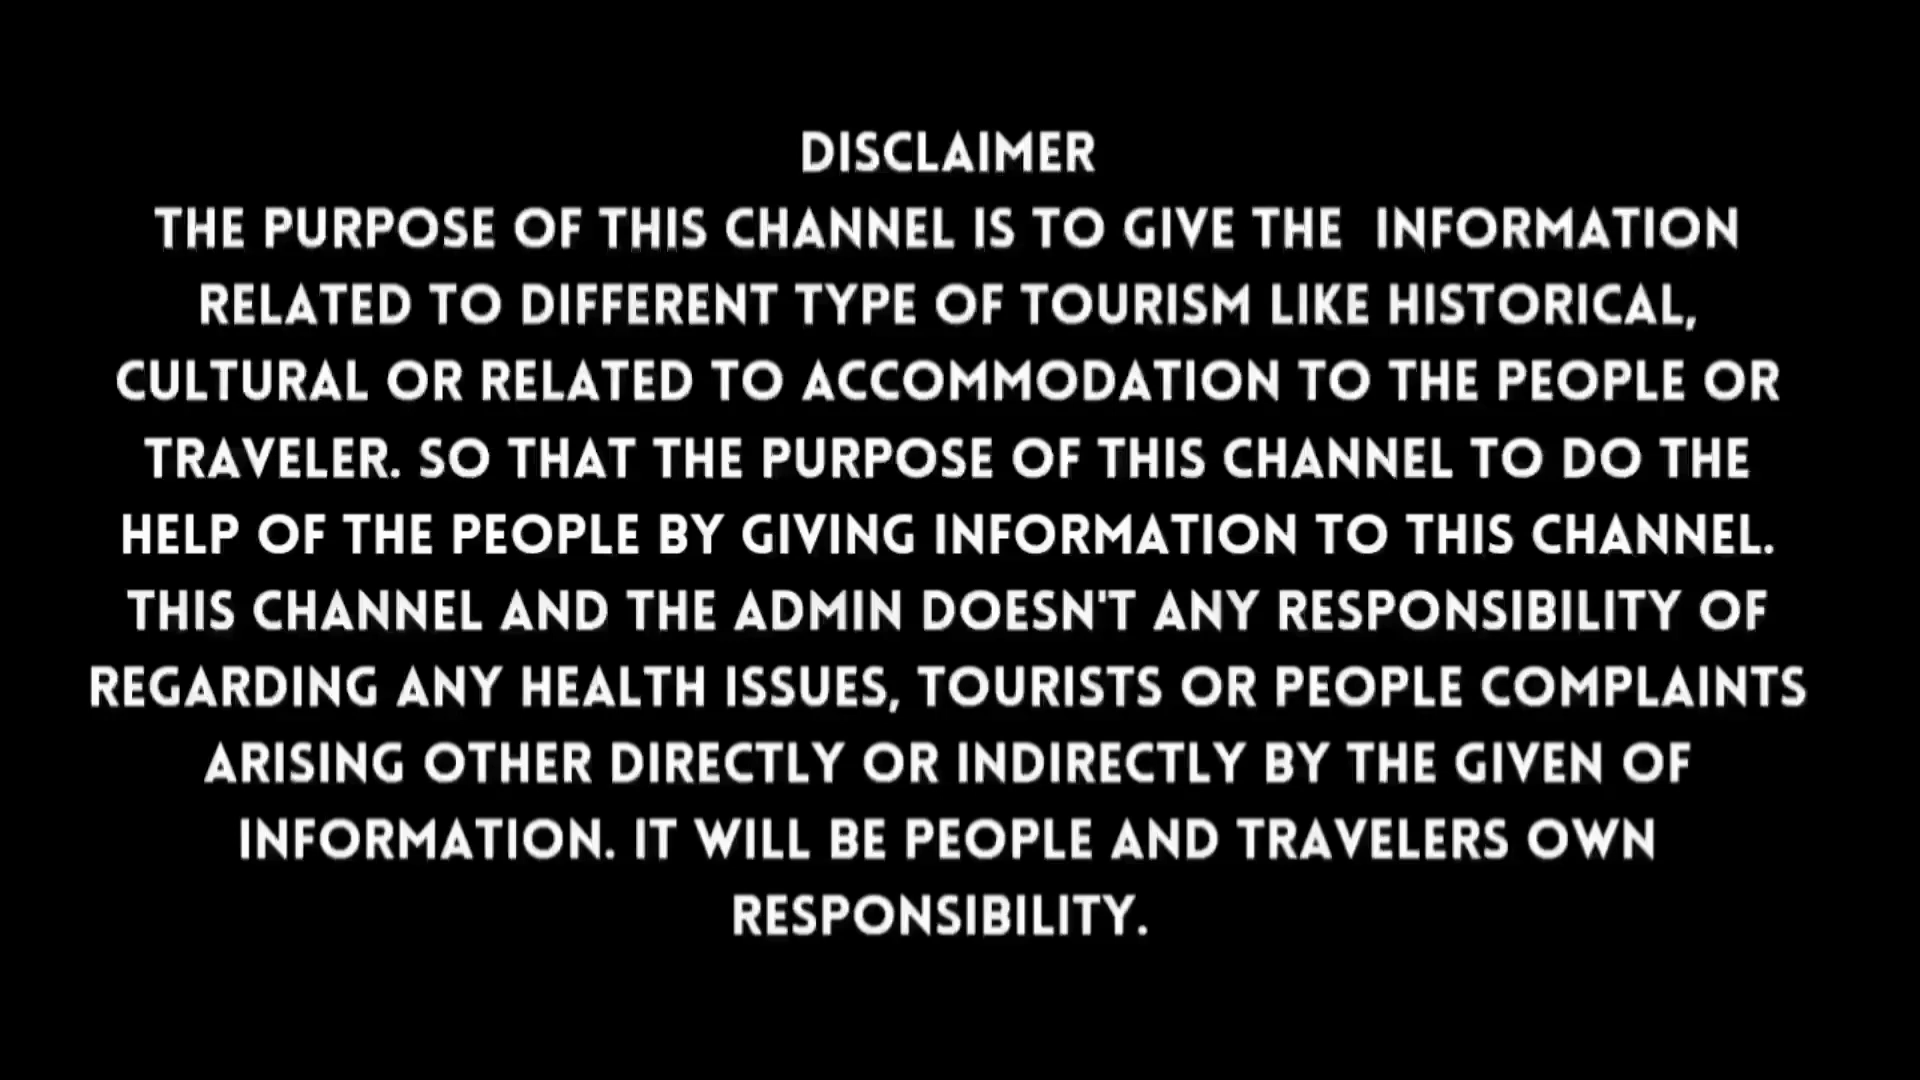 DISCLAIMER
THE PURPOSE OF THIS CHANNEL IS TO GIVE THE INFORMATION
RELATED TO DIFFERENT TYPE OF TOURISM LIKE HISTORICAL,
CULTURAL OR RELATED TO ACCOMMODATION TO THE PEOPLE OR
TRAVELER. SO THAT THE PURPOSE OF THIS CHANNEL TO DO THE
HELP OF THE PEOPLE BY GIVING INFORMATION TO THIS CHANNEL.
THIS CHANNEL AND THE ADMIN DOESN'T ANY RESPONSIBILITY OF
REGARDING ANY HEALTH ISSUES, TOURISTS OR PEOPLE COMPLAINTS
ARISING OTHER DIRECTLY OR INDIRECTLY BY THE GIVEN OF
INFORMATION. IT WILL BE PEOPLE AND TRAVELERS OWN
RESPONSIBILITY.